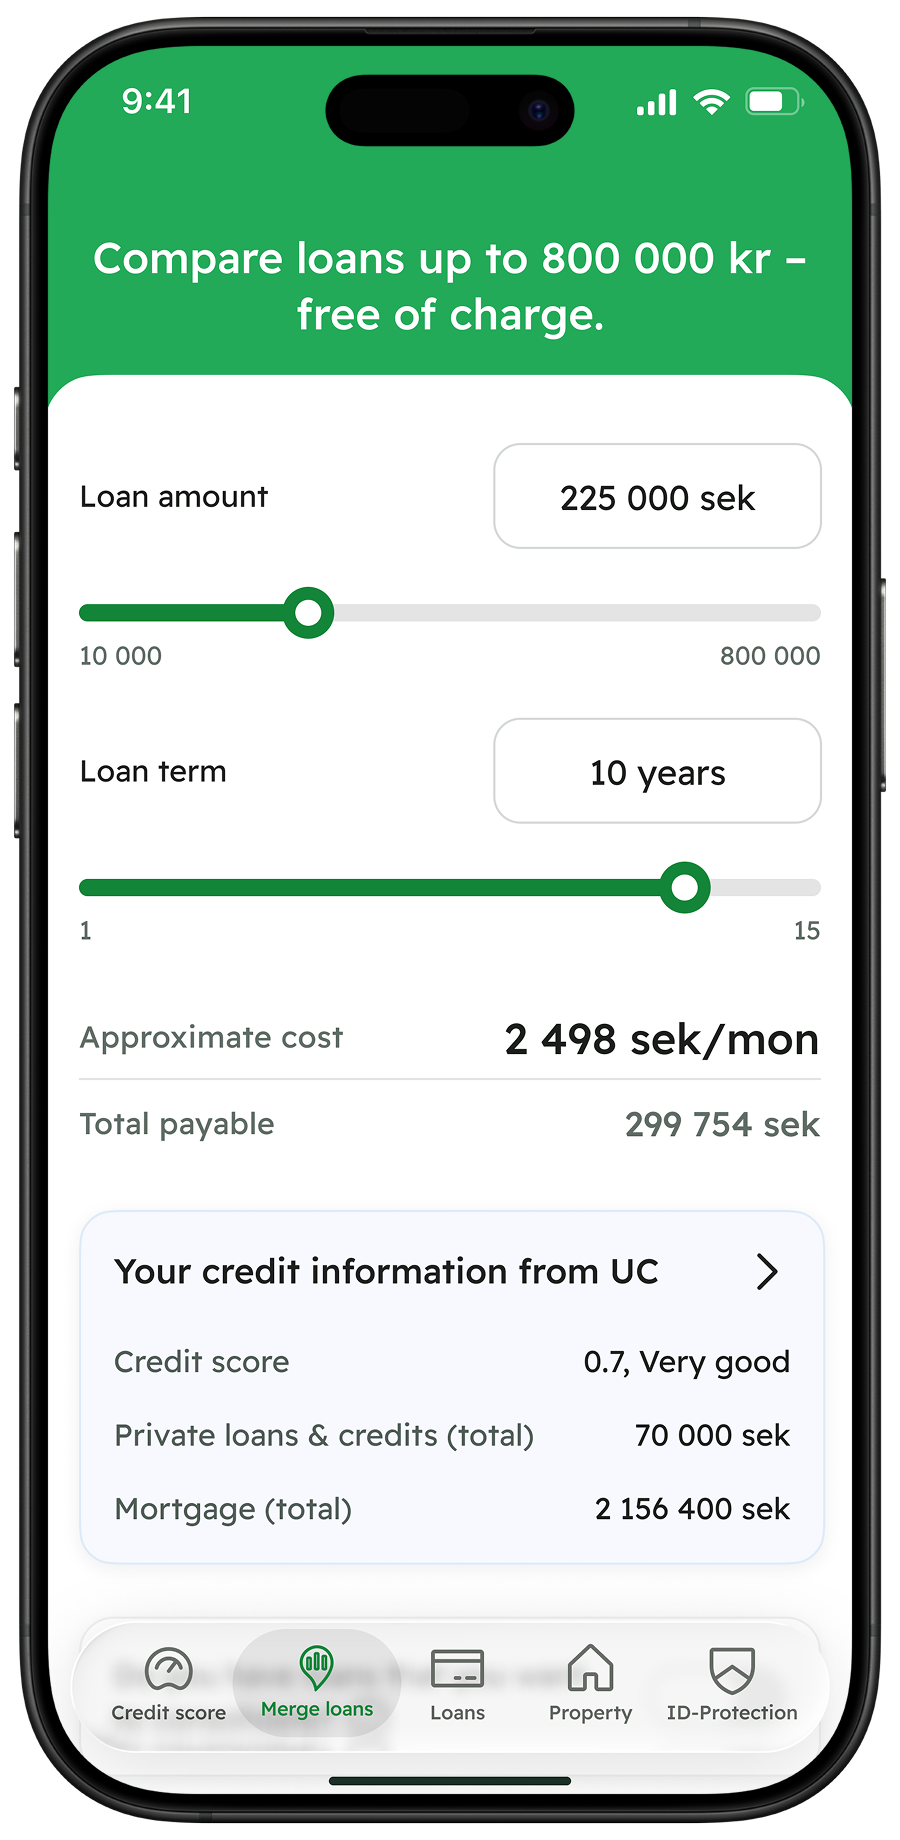 9:41
Compare loans up to 800 000 kr –
free of charge.
Loan amount
225 000 sek
10 000
800 000
Loan term
10 years
1
15
Approximate cost
2 498 sek/mon
Total payable
299 754 sek
Your credit information from UC
Credit score
0.7, Very good
Private loans & credits (total)
70 000 sek
Mortgage (total)
2 156 400 sek
Credit score
Merge loans
Loans
Property
ID-Protection